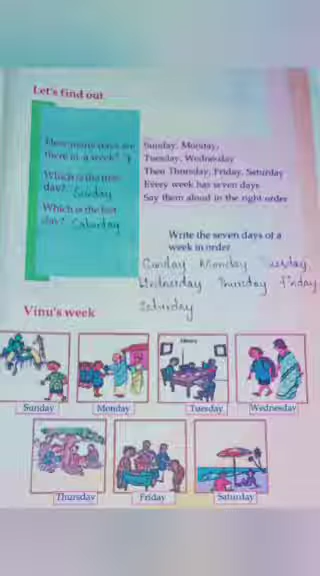 Let's find out
How many days are
there in a week? 7
Which is the first
day? Sunday
Which is the last
day? Saturday
Sunday, Monday,
Tuesday, Wednesday
Then Thursday, Friday, Saturday
Every week has seven days
Say them aloud in the right order
Write the seven days of a
week in order
Sunday Monday Tuesday
Wednesday Thursday Friday
Saturday
Vinu's week
Library
Sunday
Monday
Tuesday
Wednesday
Thursday
Friday
Saturday